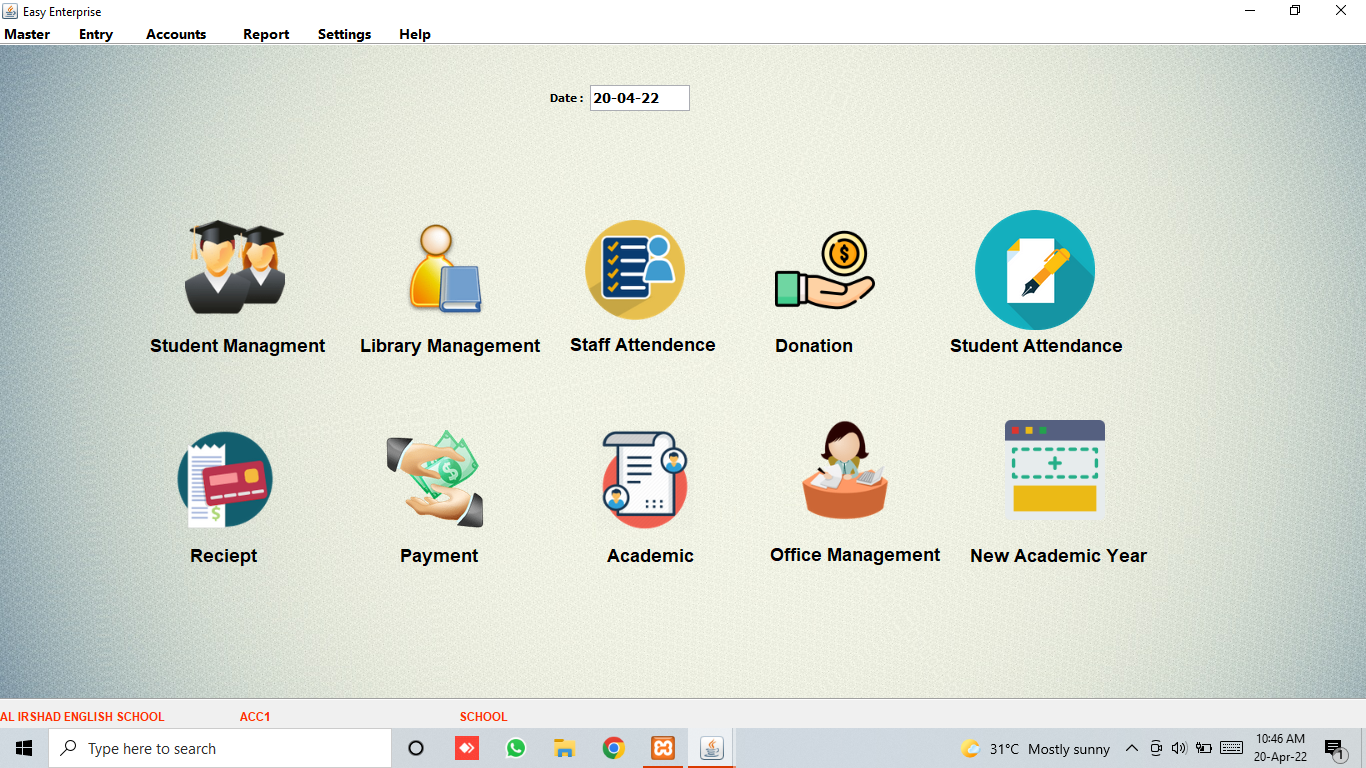 Easy Enterprise
Master Entry Accounts Report Settings Help
Date : 20-04-22
Student Managment Library Management Staff Attendence Donation Student Attendance
Reciept Payment Academic Office Management New Academic Year
AL IRSHAD ENGLISH SCHOOL ACC1 SCHOOL
Type here to search 31°C Mostly sunny 10:46 AM
20-Apr-22 1